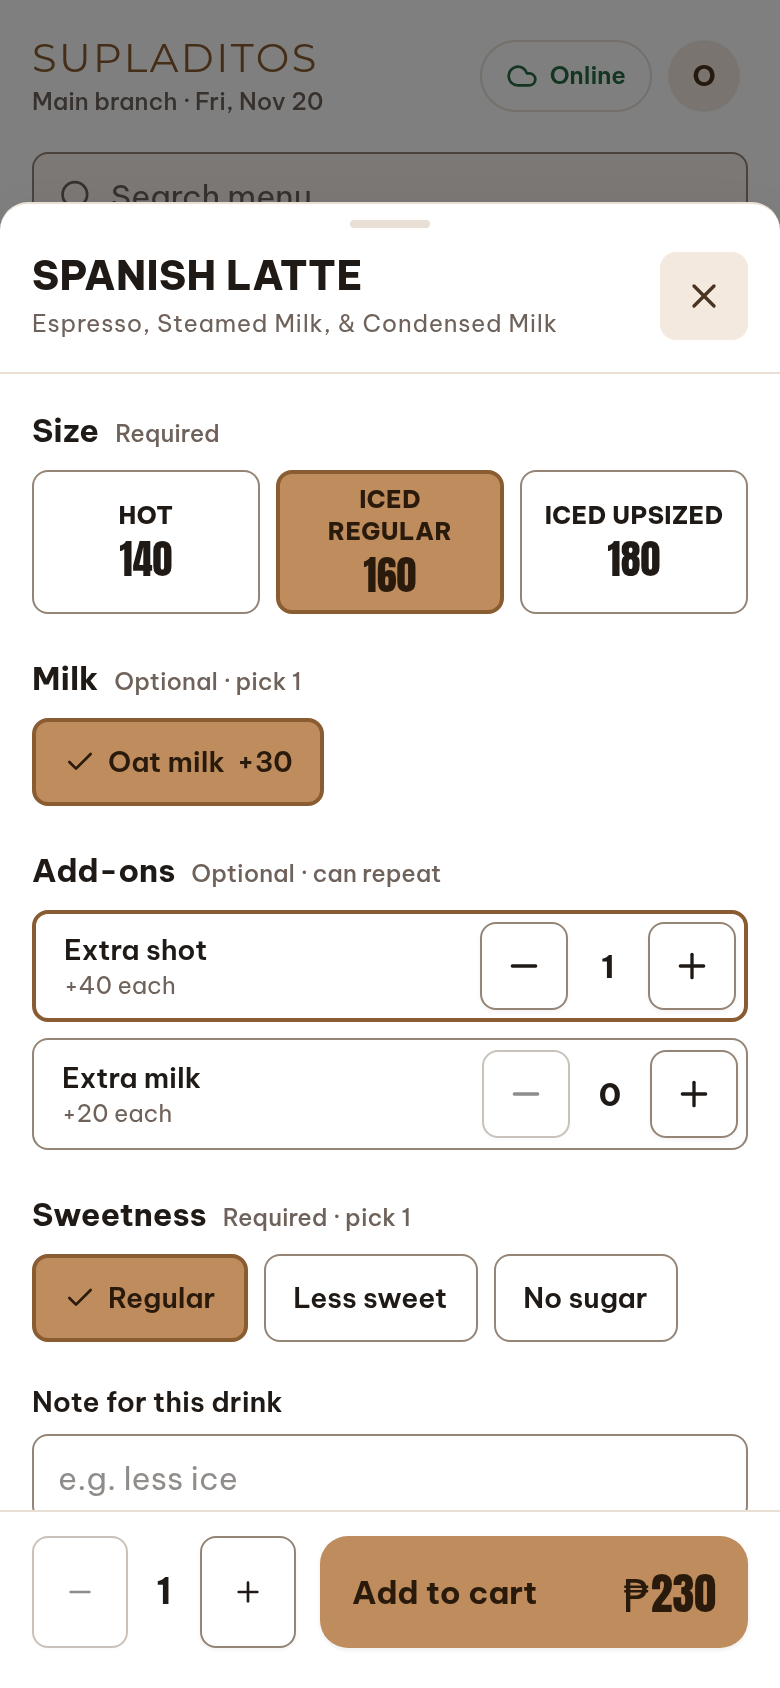 SUPLADITOS
Main branch · Fri, Nov 20
Online
O
Search menu
SPANISH LATTE
Espresso, Steamed Milk, & Condensed Milk
Size Required
HOT
140
ICED
REGULAR
160
ICED UPSIZED
180
Milk Optional · pick 1
Oat milk +30
Add-ons Optional · can repeat
Extra shot
+40 each
1
Extra milk
+20 each
0
Sweetness Required · pick 1
Regular
Less sweet
No sugar
Note for this drink
e.g. less ice
1
Add to cart ₱230